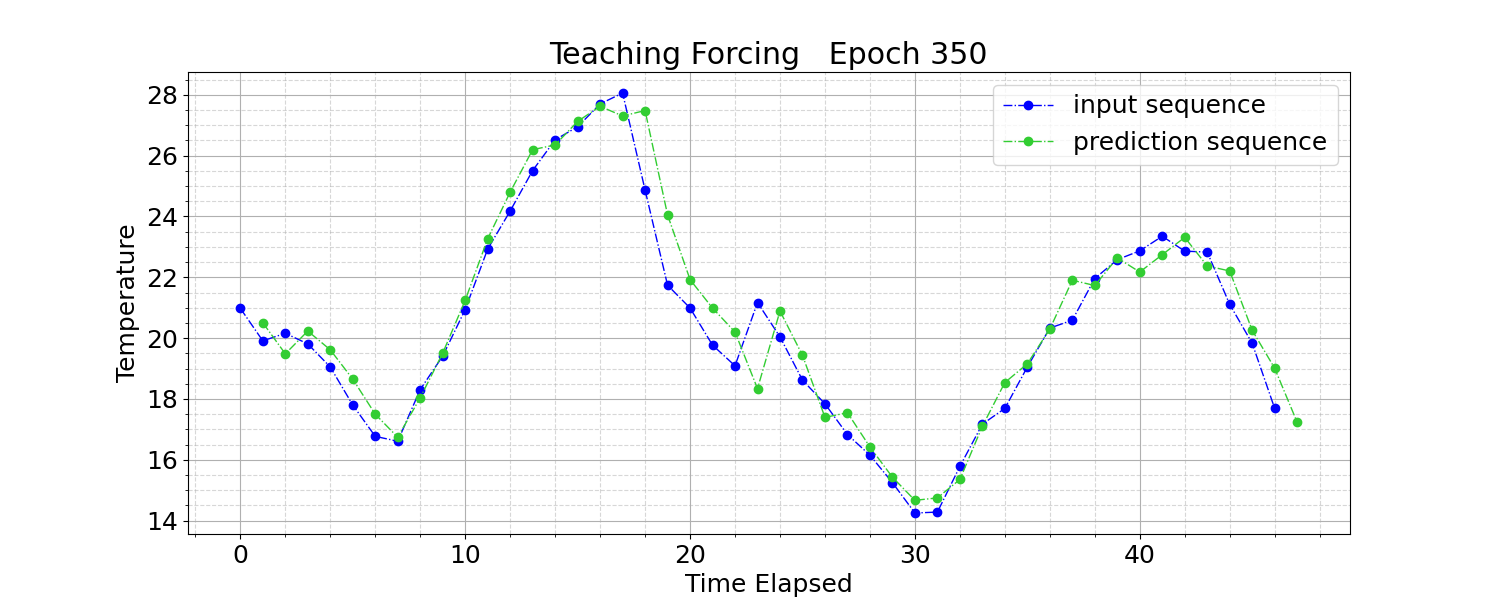 Teaching Forcing   Epoch 350
28
26
24
22
20
18
16
14
Temperature
input sequence
prediction sequence
0
10
20
30
40
Time Elapsed